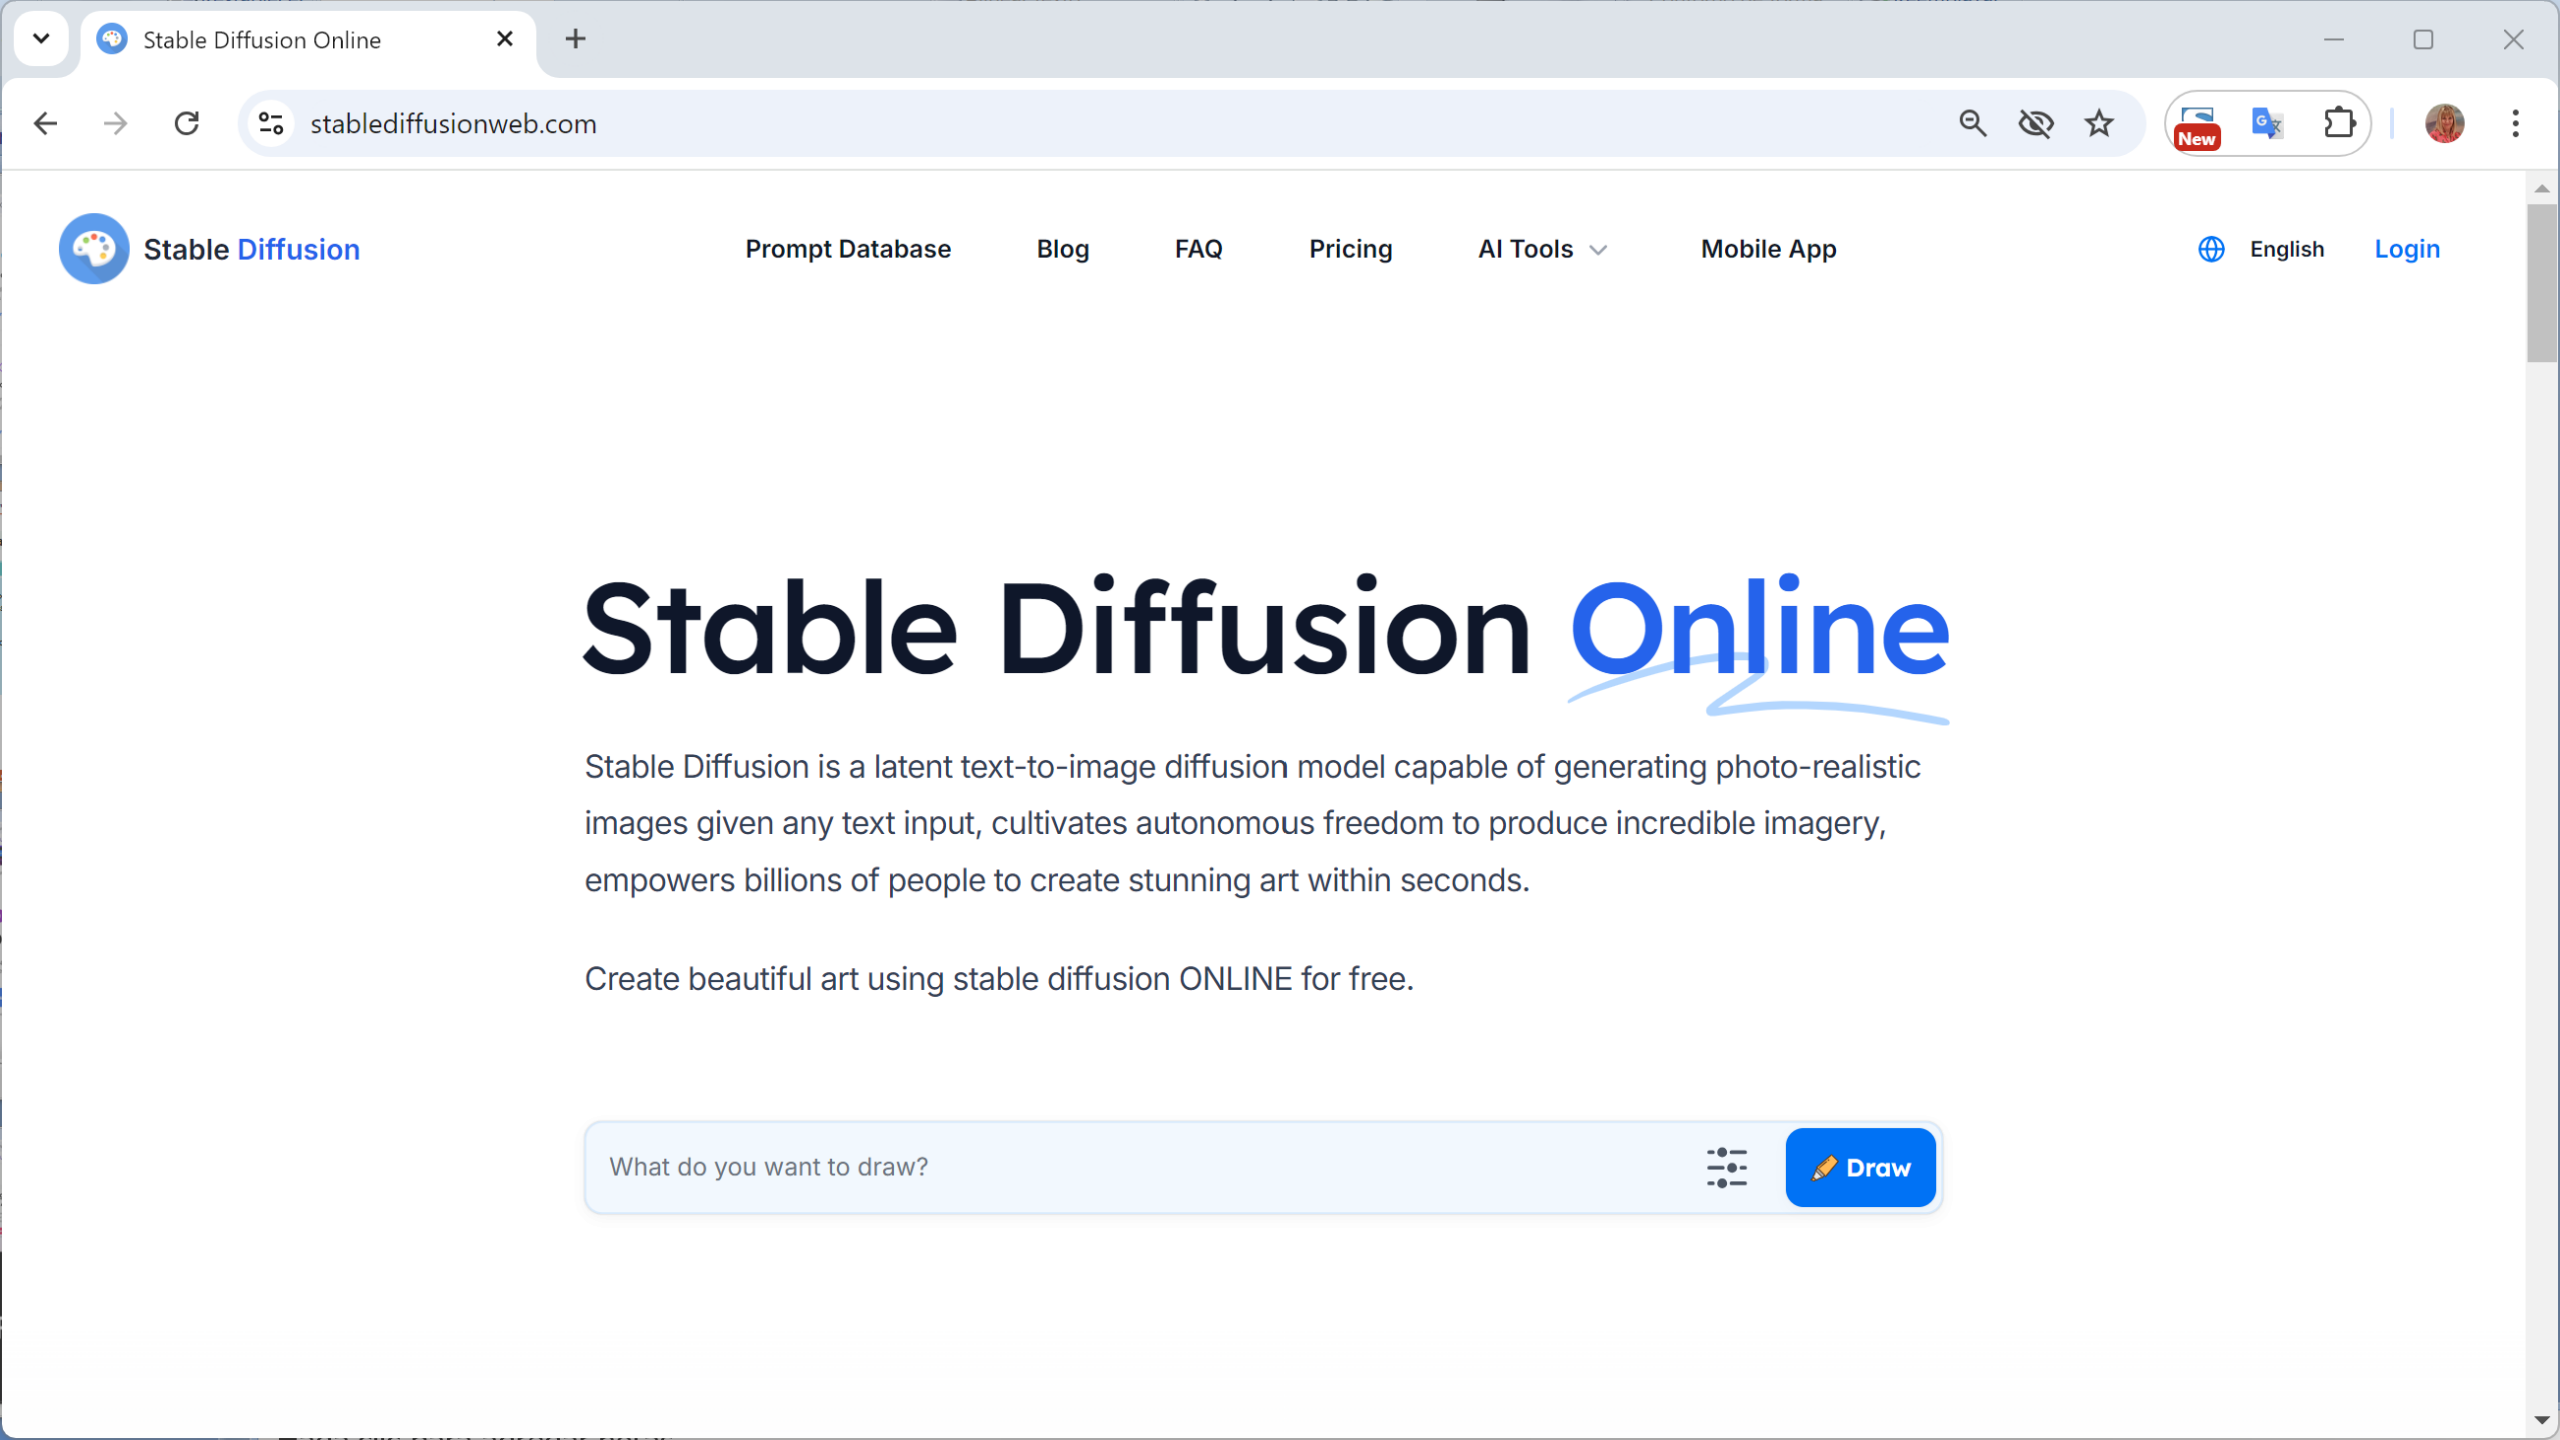 Stable Diffusion Online
stablediffusionweb.com
New
Stable Diffusion
Prompt Database
Blog
FAQ
Pricing
AI Tools
Mobile App
English
Login
Stable Diffusion Online
Stable Diffusion is a latent text-to-image diffusion model capable of generating photo-realistic
images given any text input, cultivates autonomous freedom to produce incredible imagery,
empowers billions of people to create stunning art within seconds.
Create beautiful art using stable diffusion ONLINE for free.
What do you want to draw?
Draw